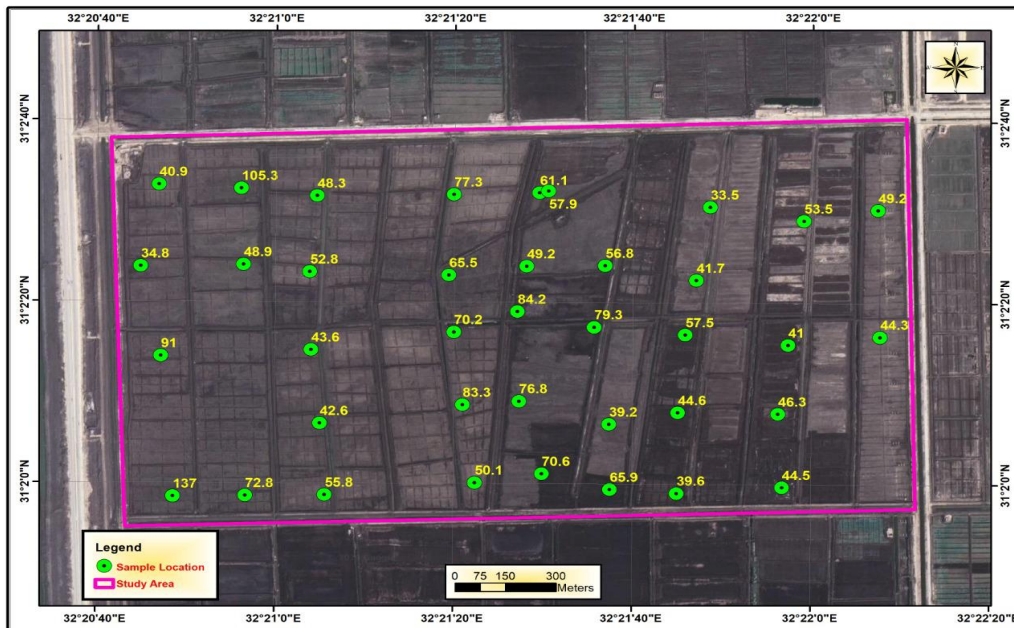 32°20'40"E 32°21'0"E 32°21'20"E 32°21'40"E 32°22'0"E
N
31°2'40"N 31°2'40"N
40.9 105.3 48.3 77.3 61.1
57.9 33.5 53.5 49.2
34.8 48.9 52.8 65.5 49.2 56.8 41.7
31°2'20"N 31°2'20"N
84.2
91 43.6 70.2 79.3 57.5 41 44.3
42.6 83.3 76.8 39.2 44.6 46.3
31°2'0"N 31°2'0"N
137 72.8 55.8 50.1 70.6 65.9 39.6 44.5
Legend
Sample Location
Study Area
0 75 150 300
Meters
32°20'40"E 32°21'0"E 32°21'20"E 32°21'40"E 32°22'0"E 32°22'20"E